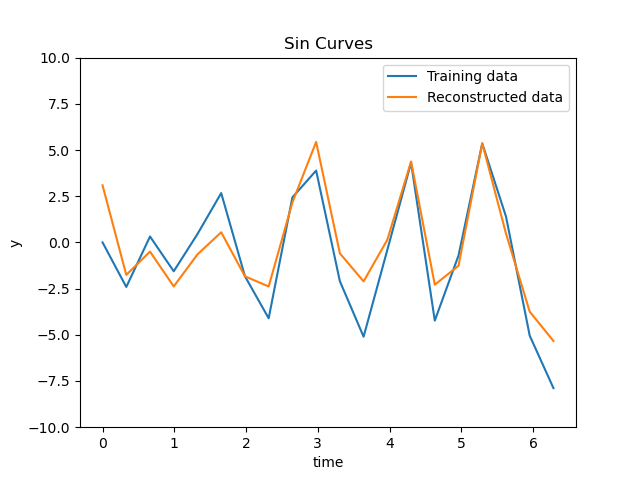 Sin Curves
Training data
Reconstructed data
10.0
7.5
5.0
2.5
0.0
−2.5
−5.0
−7.5
−10.0
y
0 1 2 3 4 5 6
time